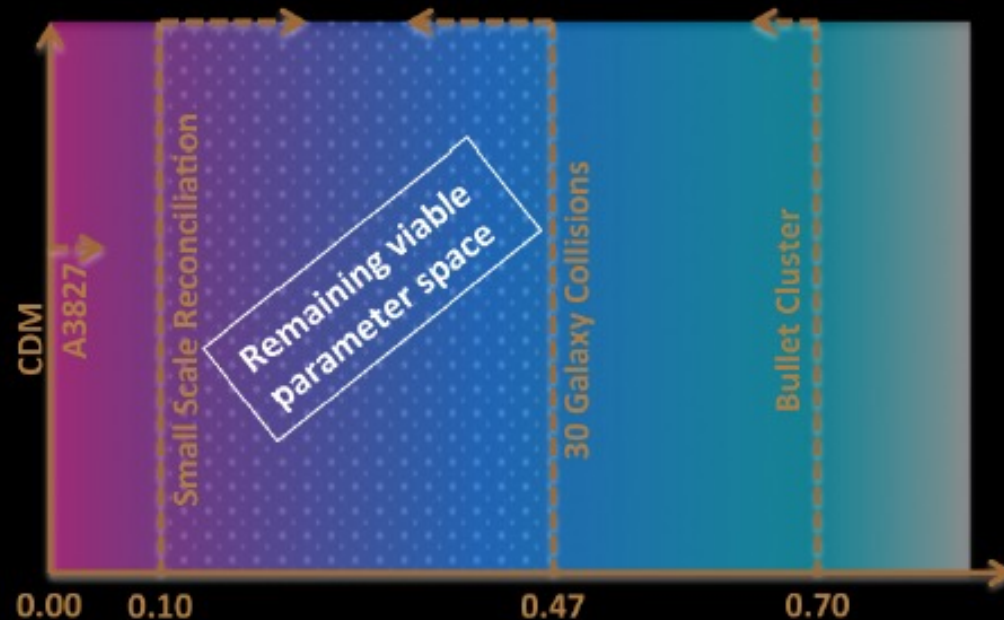 CDM
A3827
Small Scale Reconciliation
Remaining viable
parameter space
30 Galaxy Collisions
Bullet Cluster
0.00
0.10
0.47
0.70